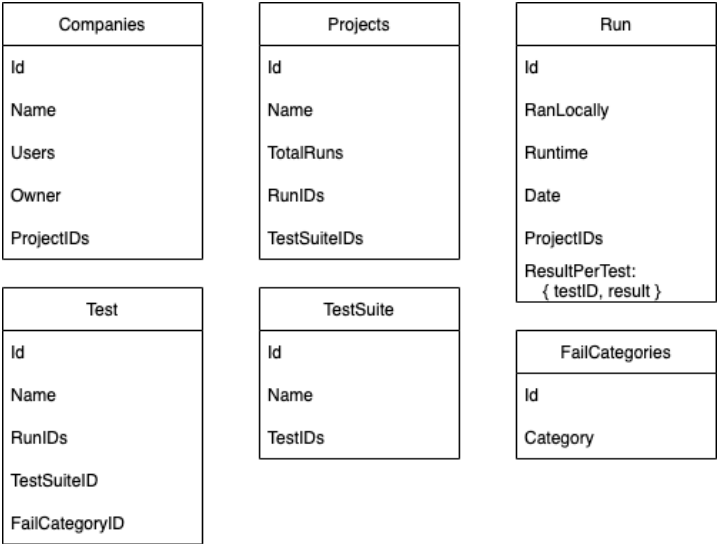 Companies
Id
Name
Users
Owner
ProjectIDs
Projects
Id
Name
TotalRuns
RunIDs
TestSuiteIDs
Run
Id
RanLocally
Runtime
Date
ProjectIDs
ResultPerTest:
{ testID, result }
Test
Id
Name
RunIDs
TestSuiteID
FailCategoryID
TestSuite
Id
Name
TestIDs
FailCategories
Id
Category